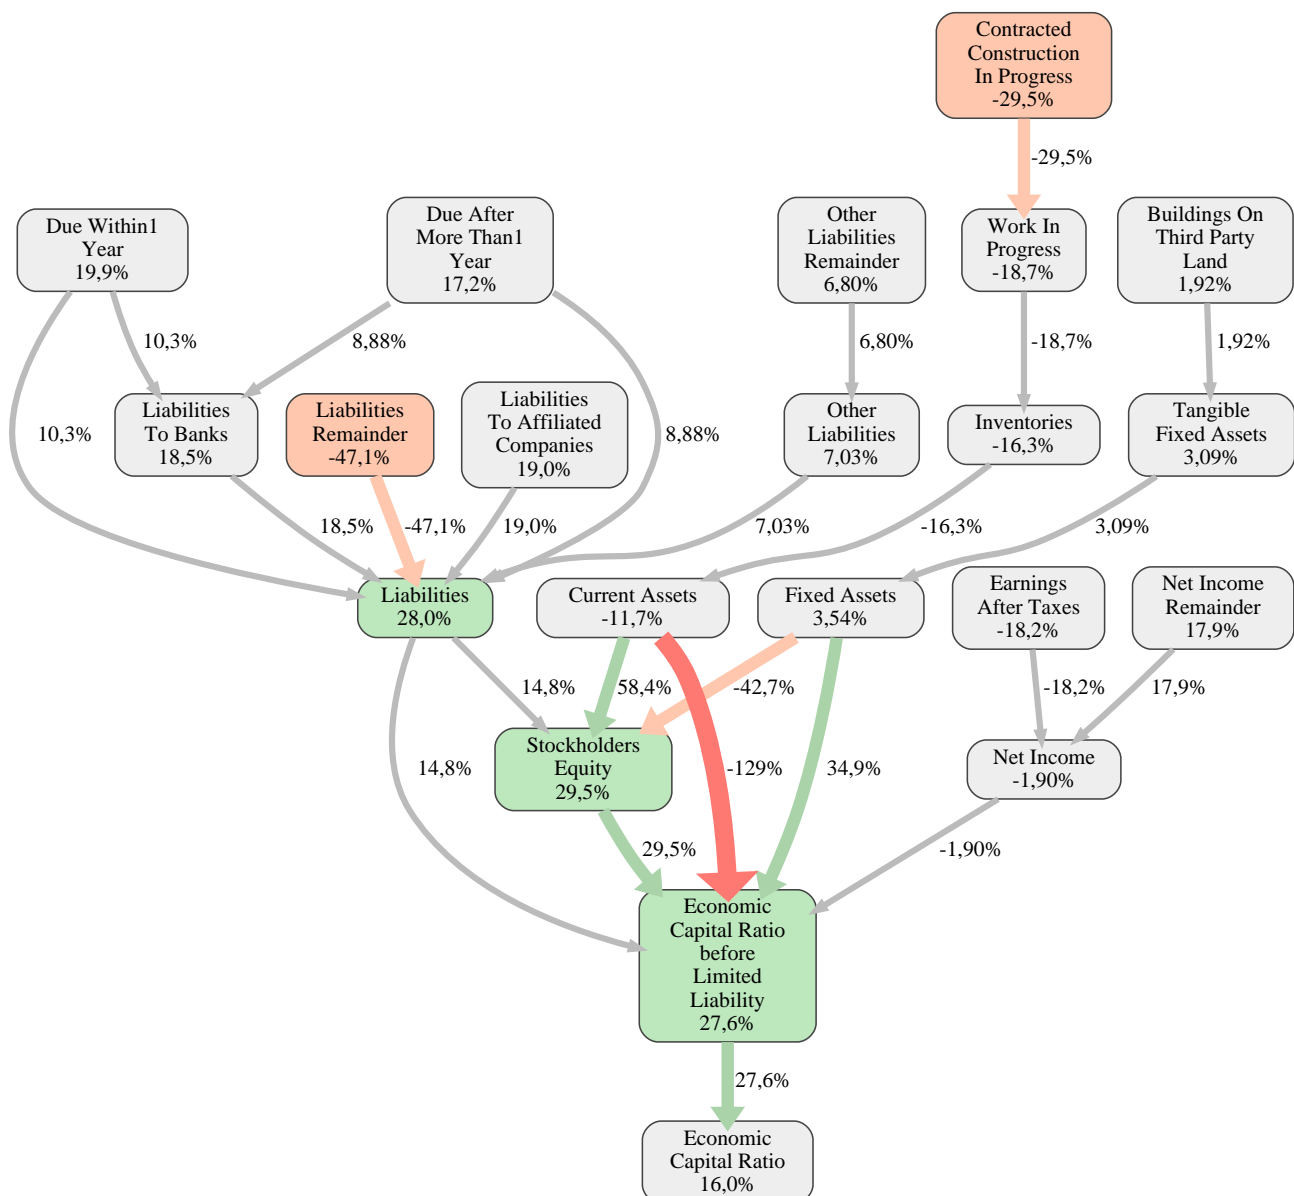 Contracted
Construction
In Progress
-29,5%
-29,5%
Due Within1
Year
19,9%
Due After
More Than1
Year
17,2%
Other
Liabilities
Remainder
6,80%
Work In
Progress
-18,7%
Buildings On
Third Party
Land
1,92%
10,3%
8,88%
6,80%
-18,7%
1,92%
Liabilities
To Banks
18,5%
Liabilities
Remainder
-47,1%
Liabilities
To Affiliated
Companies
19,0%
Other
Liabilities
7,03%
Inventories
-16,3%
Tangible
Fixed Assets
3,09%
10,3%
8,88%
18,5%
-47,1%
19,0%
7,03%
-16,3%
3,09%
Liabilities
28,0%
Current Assets
-11,7%
Fixed Assets
3,54%
Earnings
After Taxes
-18,2%
Net Income
Remainder
17,9%
14,8%
58,4%
-42,7%
-18,2%
17,9%
Stockholders
Equity
29,5%
Net Income
-1,90%
14,8%
-129%
34,9%
29,5%
-1,90%
Economic
Capital Ratio
before
Limited
Liability
27,6%
27,6%
Economic
Capital Ratio
16,0%